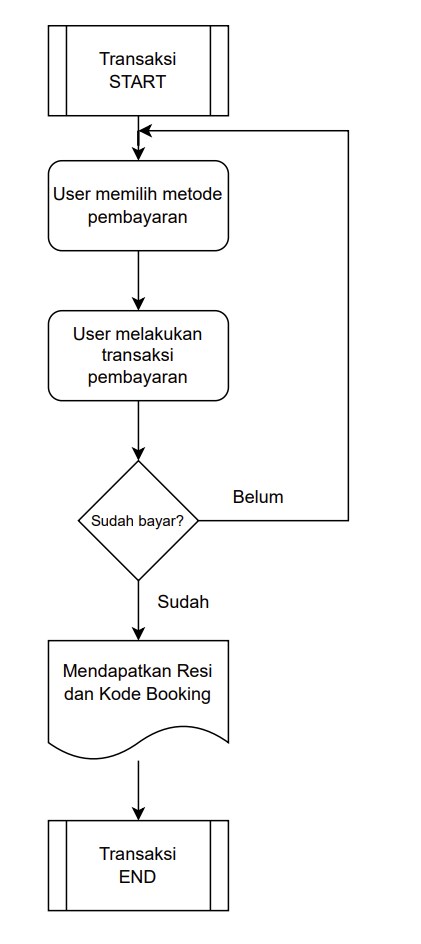 Transaksi
START
User memilih metode
pembayaran
User melakukan
transaksi
pembayaran
Sudah bayar?
Belum
Sudah
Mendapatkan Resi
dan Kode Booking
Transaksi
END